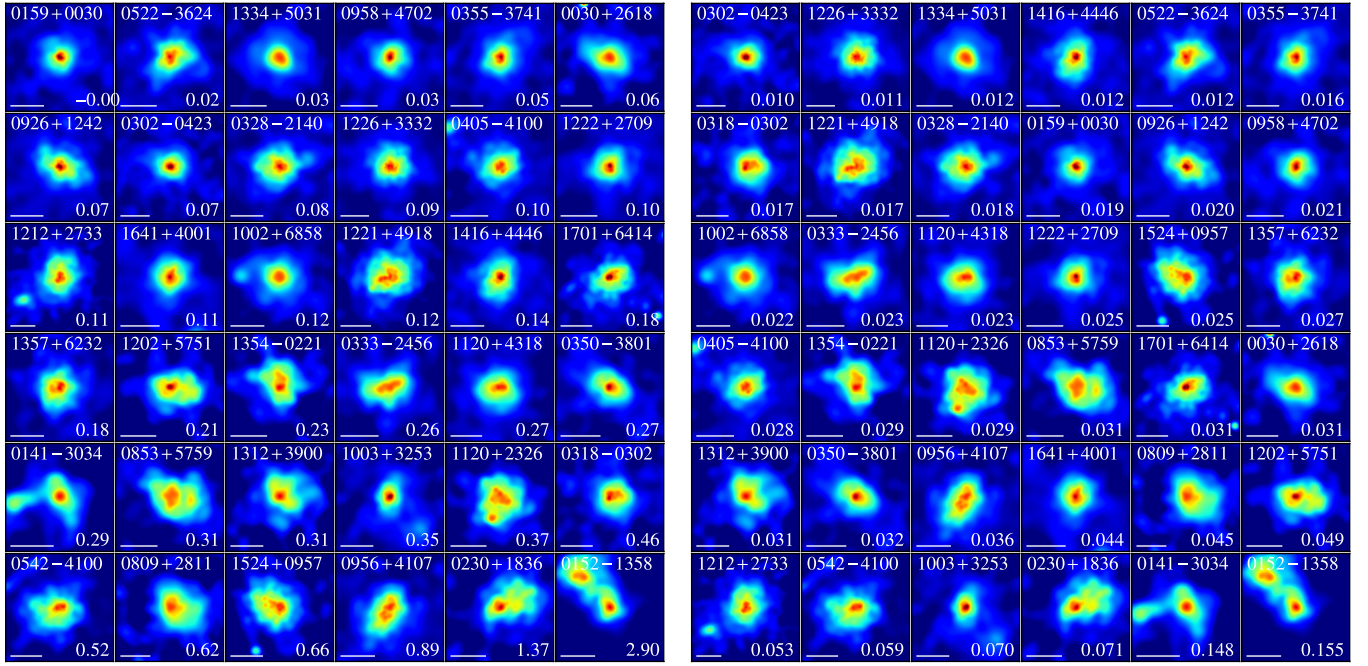 0159+0030 0522−3624 1334+5031 0958+4702 0355−3741 0030+2618
−0.00 0.02 0.03 0.03 0.05 0.06
0926+1242 0302-0423 0328−2140 1226+3332 0405−4100 1222+2709
0.07 0.07 0.08 0.09 0.10 0.10
1212+2733 1641+4001 1002+6858 1221+4918 1416+4446 1701+6414
0.11 0.11 0.12 0.12 0.14 0.18
1357+6232 1202+5751 1354-0221 0333−2456 1120+4318 0350−3801
0.18 0.21 0.23 0.26 0.27 0.27
0141−3034 0853+5759 1312+3900 1003+3253 1120+2326 0318-0302
0.29 0.31 0.31 0.35 0.37 0.46
0542−4100 0809+2811 1524+0957 0956+4107 0230+1836 0152−1358
0.52 0.62 0.66 0.89 1.37 2.90
0302-0423 1226+3332 1334+5031 1416+4446 0522−3624 0355−3741
0.010 0.011 0.012 0.012 0.012 0.016
0318-0302 1221+4918 0328−2140 0159+0030 0926+1242 0958+4702
0.017 0.017 0.018 0.019 0.020 0.021
1002+6858 0333−2456 1120+4318 1222+2709 1524+0957 1357+6232
0.022 0.023 0.023 0.025 0.025 0.027
0405−4100 1354-0221 1120+2326 0853+5759 1701+6414 0030+2618
0.028 0.029 0.029 0.031 0.031 0.031
1312+3900 0350−3801 0956+4107 1641+4001 0809+2811 1202+5751
0.031 0.032 0.036 0.044 0.045 0.049
1212+2733 0542−4100 1003+3253 0230+1836 0141−3034 0152−1358
0.053 0.059 0.070 0.071 0.148 0.155